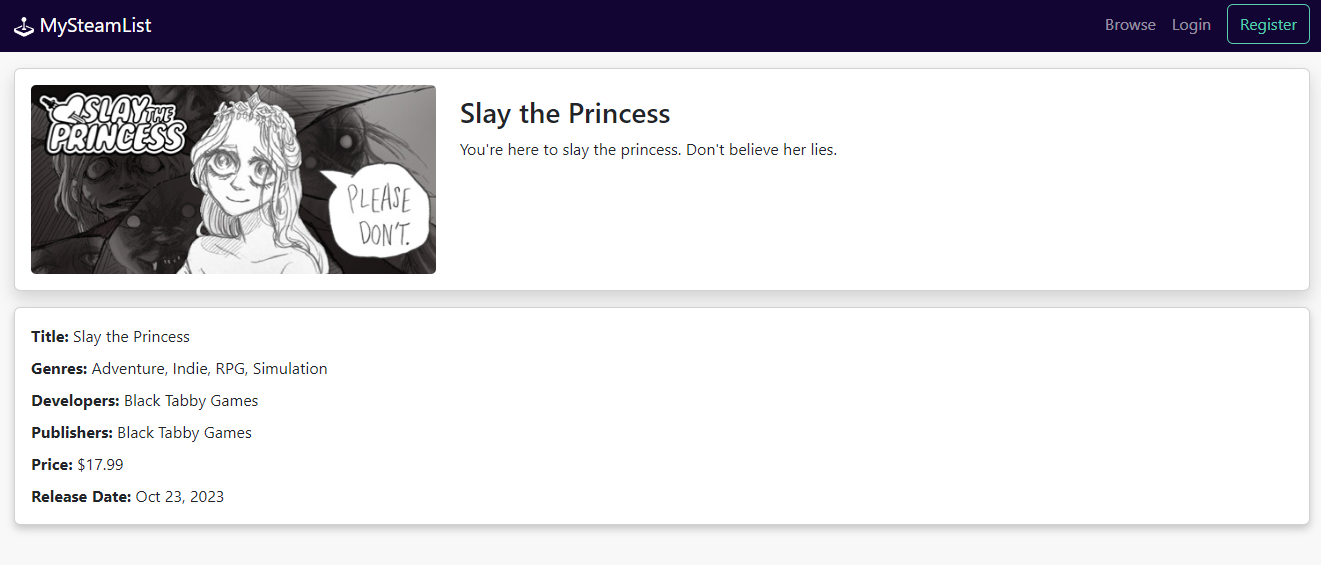 MySteamList
Browse Login Register
SLAY THE
PRINCESS
PLEASE
DON'T.
Slay the Princess
You're here to slay the princess. Don't believe her lies.
Title: Slay the Princess
Genres: Adventure, Indie, RPG, Simulation
Developers: Black Tabby Games
Publishers: Black Tabby Games
Price: $17.99
Release Date: Oct 23, 2023